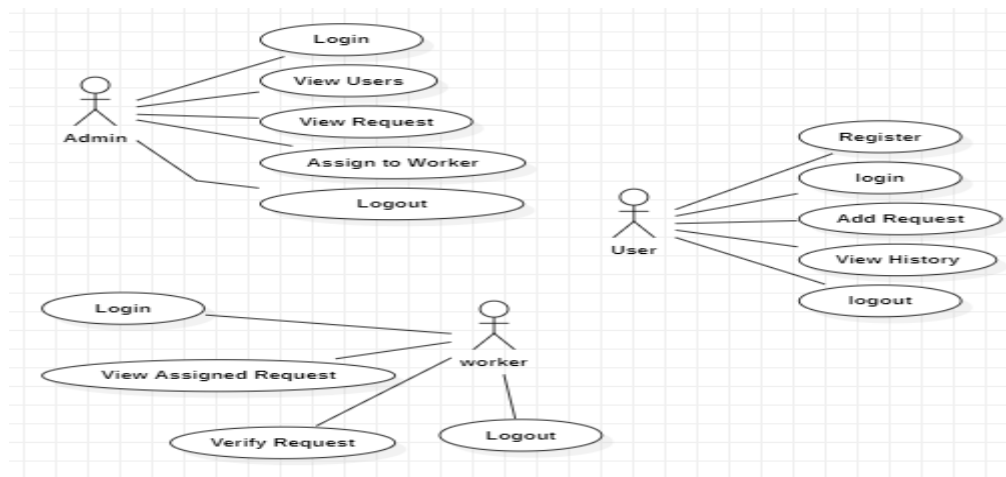 Login
View Users
View Request
Admin
Assign to Worker
Logout
Register
login
Add Request
User
View History
logout
Login
worker
View Assigned Request
Verify Request
Logout